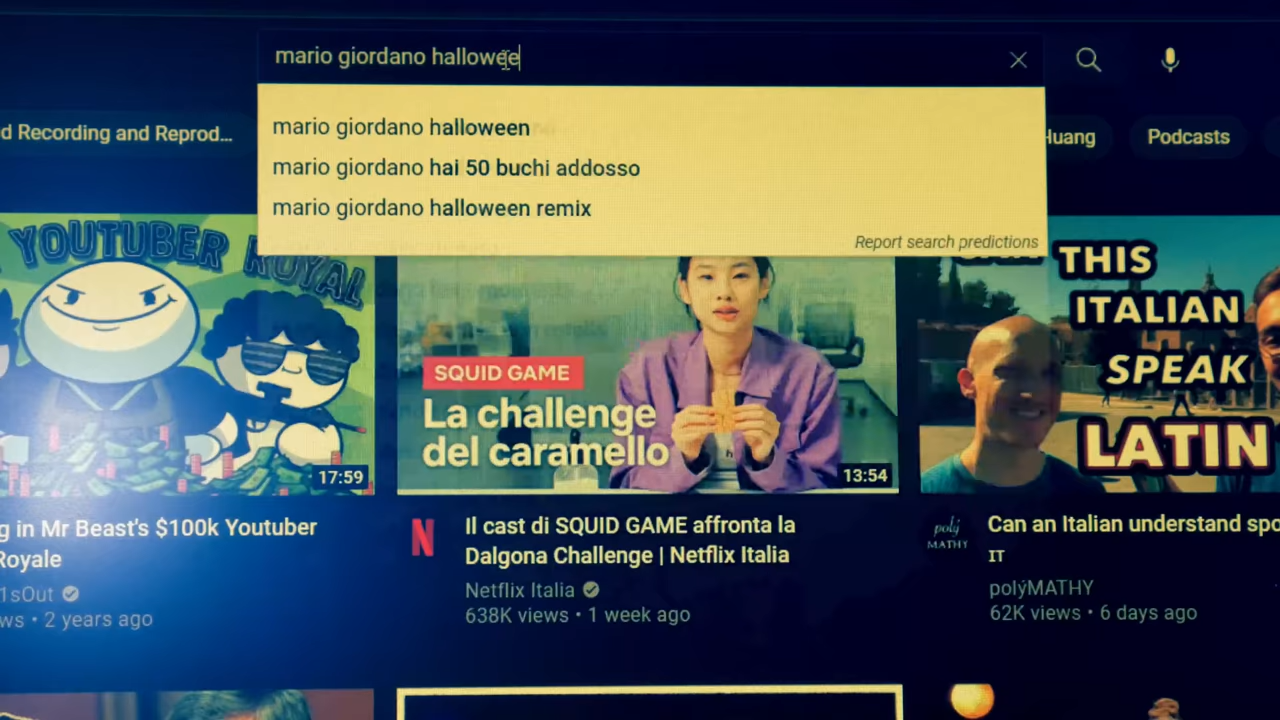 mario giordano hallowee
mario giordano halloween
mario giordano hai 50 buchi addosso
mario giordano halloween remix
Report search predictions
d Recording and Reprod...
Huang
Podcasts
YOUTUBER ROYAL
17:59
SQUID GAME
La challenge
del caramello
13:54
THIS
ITALIAN
SPEAK
LATIN
g in Mr Beast's $100k Youtuber
Royale
1sOut
ws • 2 years ago
N
Il cast di SQUID GAME affronta la
Dalgona Challenge | Netflix Italia
Netflix Italia
638K views • 1 week ago
polý
MATHY
Can an Italian understand spo
IT
polýMATHY
62K views • 6 days ago